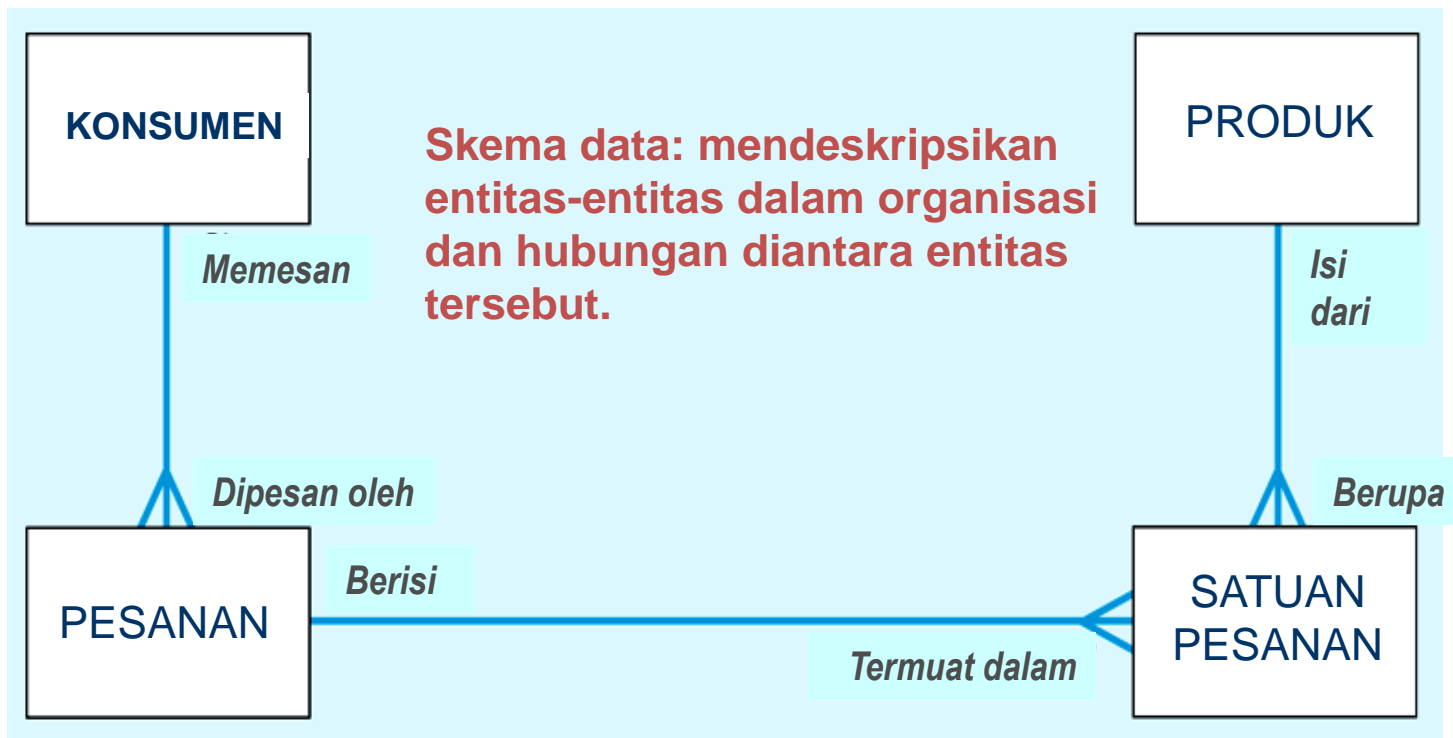 KONSUMEN
PRODUK
Skema data: mendeskripsikan
entitas-entitas dalam organisasi
dan hubungan diantara entitas
tersebut.
Memesan
Isi
dari
Dipesan oleh
Berupa
Berisi
PESANAN
SATUAN
PESANAN
Termuat dalam